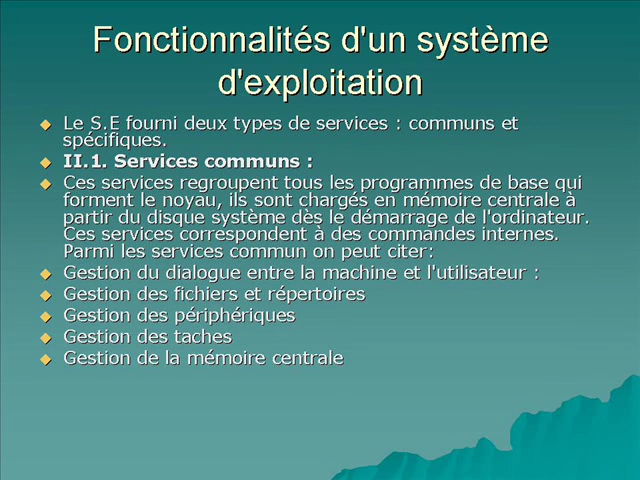 Fonctionnalités d'un système
d'exploitation
Le S.E fourni deux types de services : communs et
spécifiques.
II.1. Services communs :
Ces services regroupent tous les programmes de base qui
forment le noyau, ils sont chargés en mémoire centrale à
partir du disque système dès le démarrage de l'ordinateur.
Ces services correspondent à des commandes internes.
Parmi les services commun on peut citer:
Gestion du dialogue entre la machine et l'utilisateur :
Gestion des fichiers et répertoires
Gestion des périphériques
Gestion des taches
Gestion de la mémoire centrale